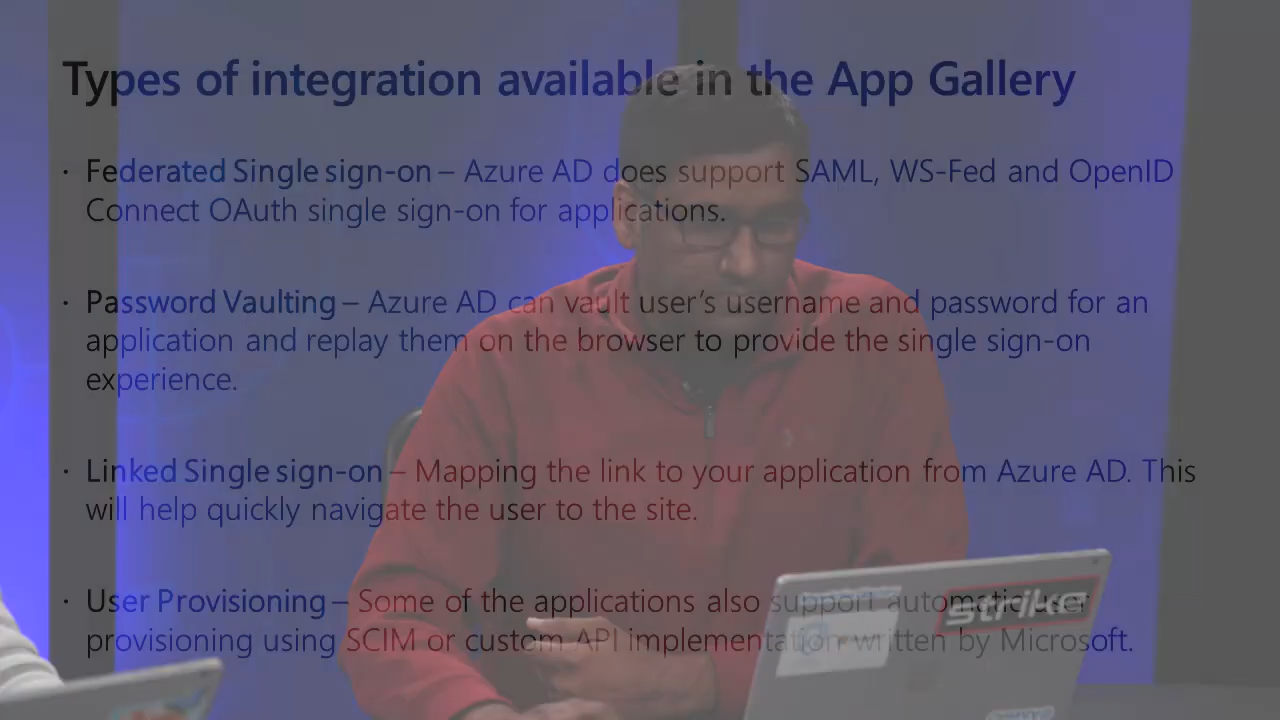 Types of integration available in the App Gallery
· Federated Single sign-on – Azure AD does support SAML, WS-Fed and OpenID
Connect OAuth single sign-on for applications.
· Password Vaulting – Azure AD can vault user's username and password for an
application and replay them on the browser to provide the single sign-on
experience.
· Linked Single sign-on – Mapping the link to your application from Azure AD. This
will help quickly navigate the user to the site.
· User Provisioning – Some of the applications also support automatic user
provisioning using SCIM or custom API implementation written by Microsoft.
strike